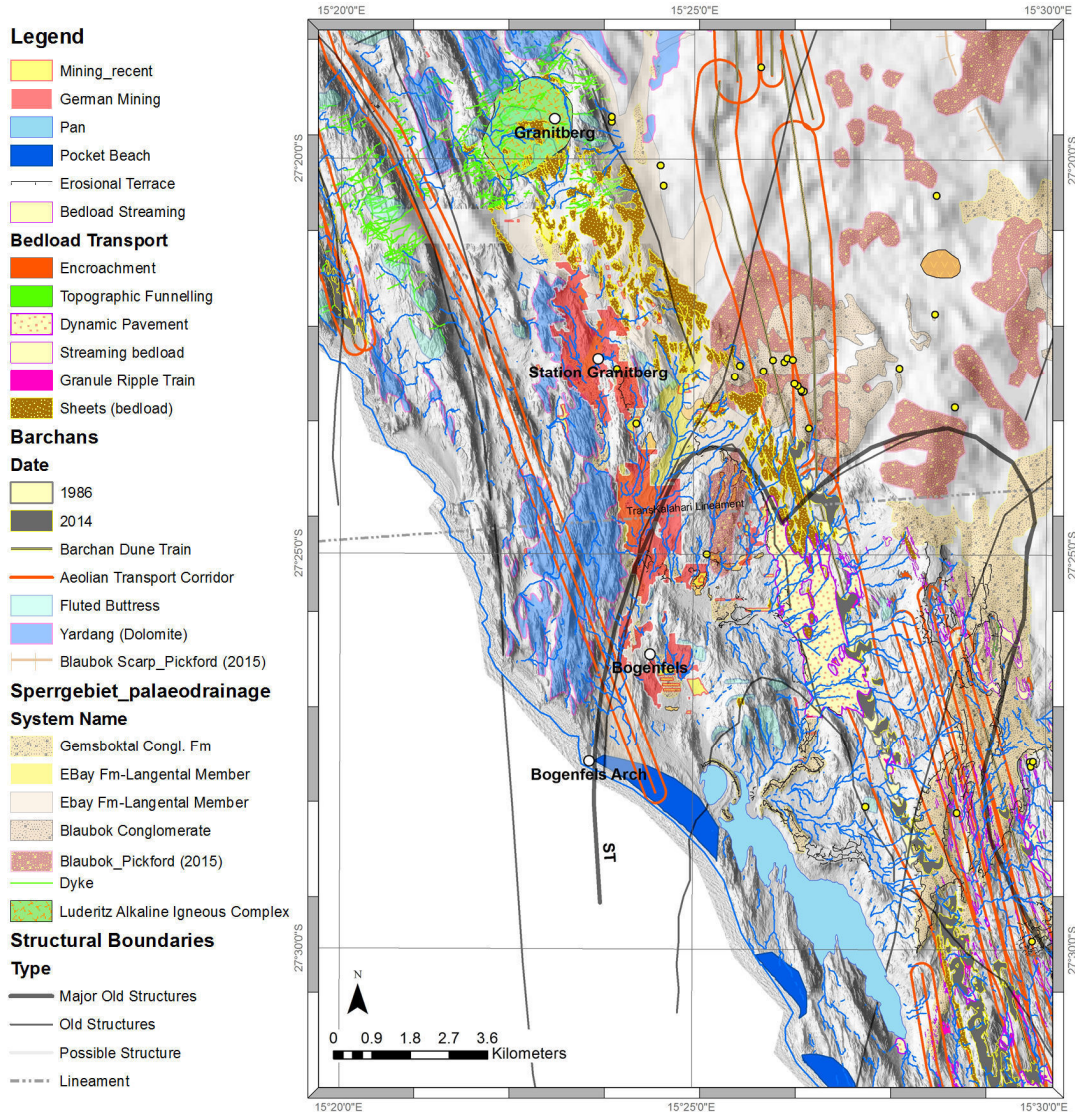 Legend
Mining_recent
German Mining
Pan
Pocket Beach
Erosional Terrace
Bedload Streaming
Bedload Transport
Encroachment
Topographic Funnelling
Dynamic Pavement
Streaming bedload
Granule Ripple Train
Sheets (bedload)
Barchans
Date
1986
2014
Barchan Dune Train
Aeolian Transport Corridor
Fluted Buttress
Yardang (Dolomite)
Blaubok Scarp_Pickford (2015)
Sperrgebiet_palaeodrainage
System Name
Gemsboktal Congl. Fm
EBay Fm-Langental Member
Ebay Fm-Langental Member
Blaubok Conglomerate
Blaubok_Pickford (2015)
Dyke
Luderitz Alkaline Igneous Complex
Structural Boundaries
Type
Major Old Structures
Old Structures
Possible Structure
Lineament
15°20'0"E
15°25'0"E
15°30'0"E
27°20'0"S
27°20'0"S
Granitberg
Station Granitberg
TransKalahari Lineament
27°25'0"S
27°25'0"S
Bogenfels
Bogenfels Arch
ST
27°30'0"S
27°30'0"S
N
0 0.9 1.8 2.7 3.6
Kilometers
15°20'0"E
15°25'0"E
15°30'0"E